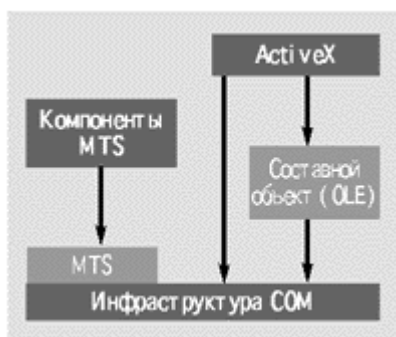 ActiveX
Компоненты
MTS
Составной
объект (OLE)
MTS
Инфраструктура COM